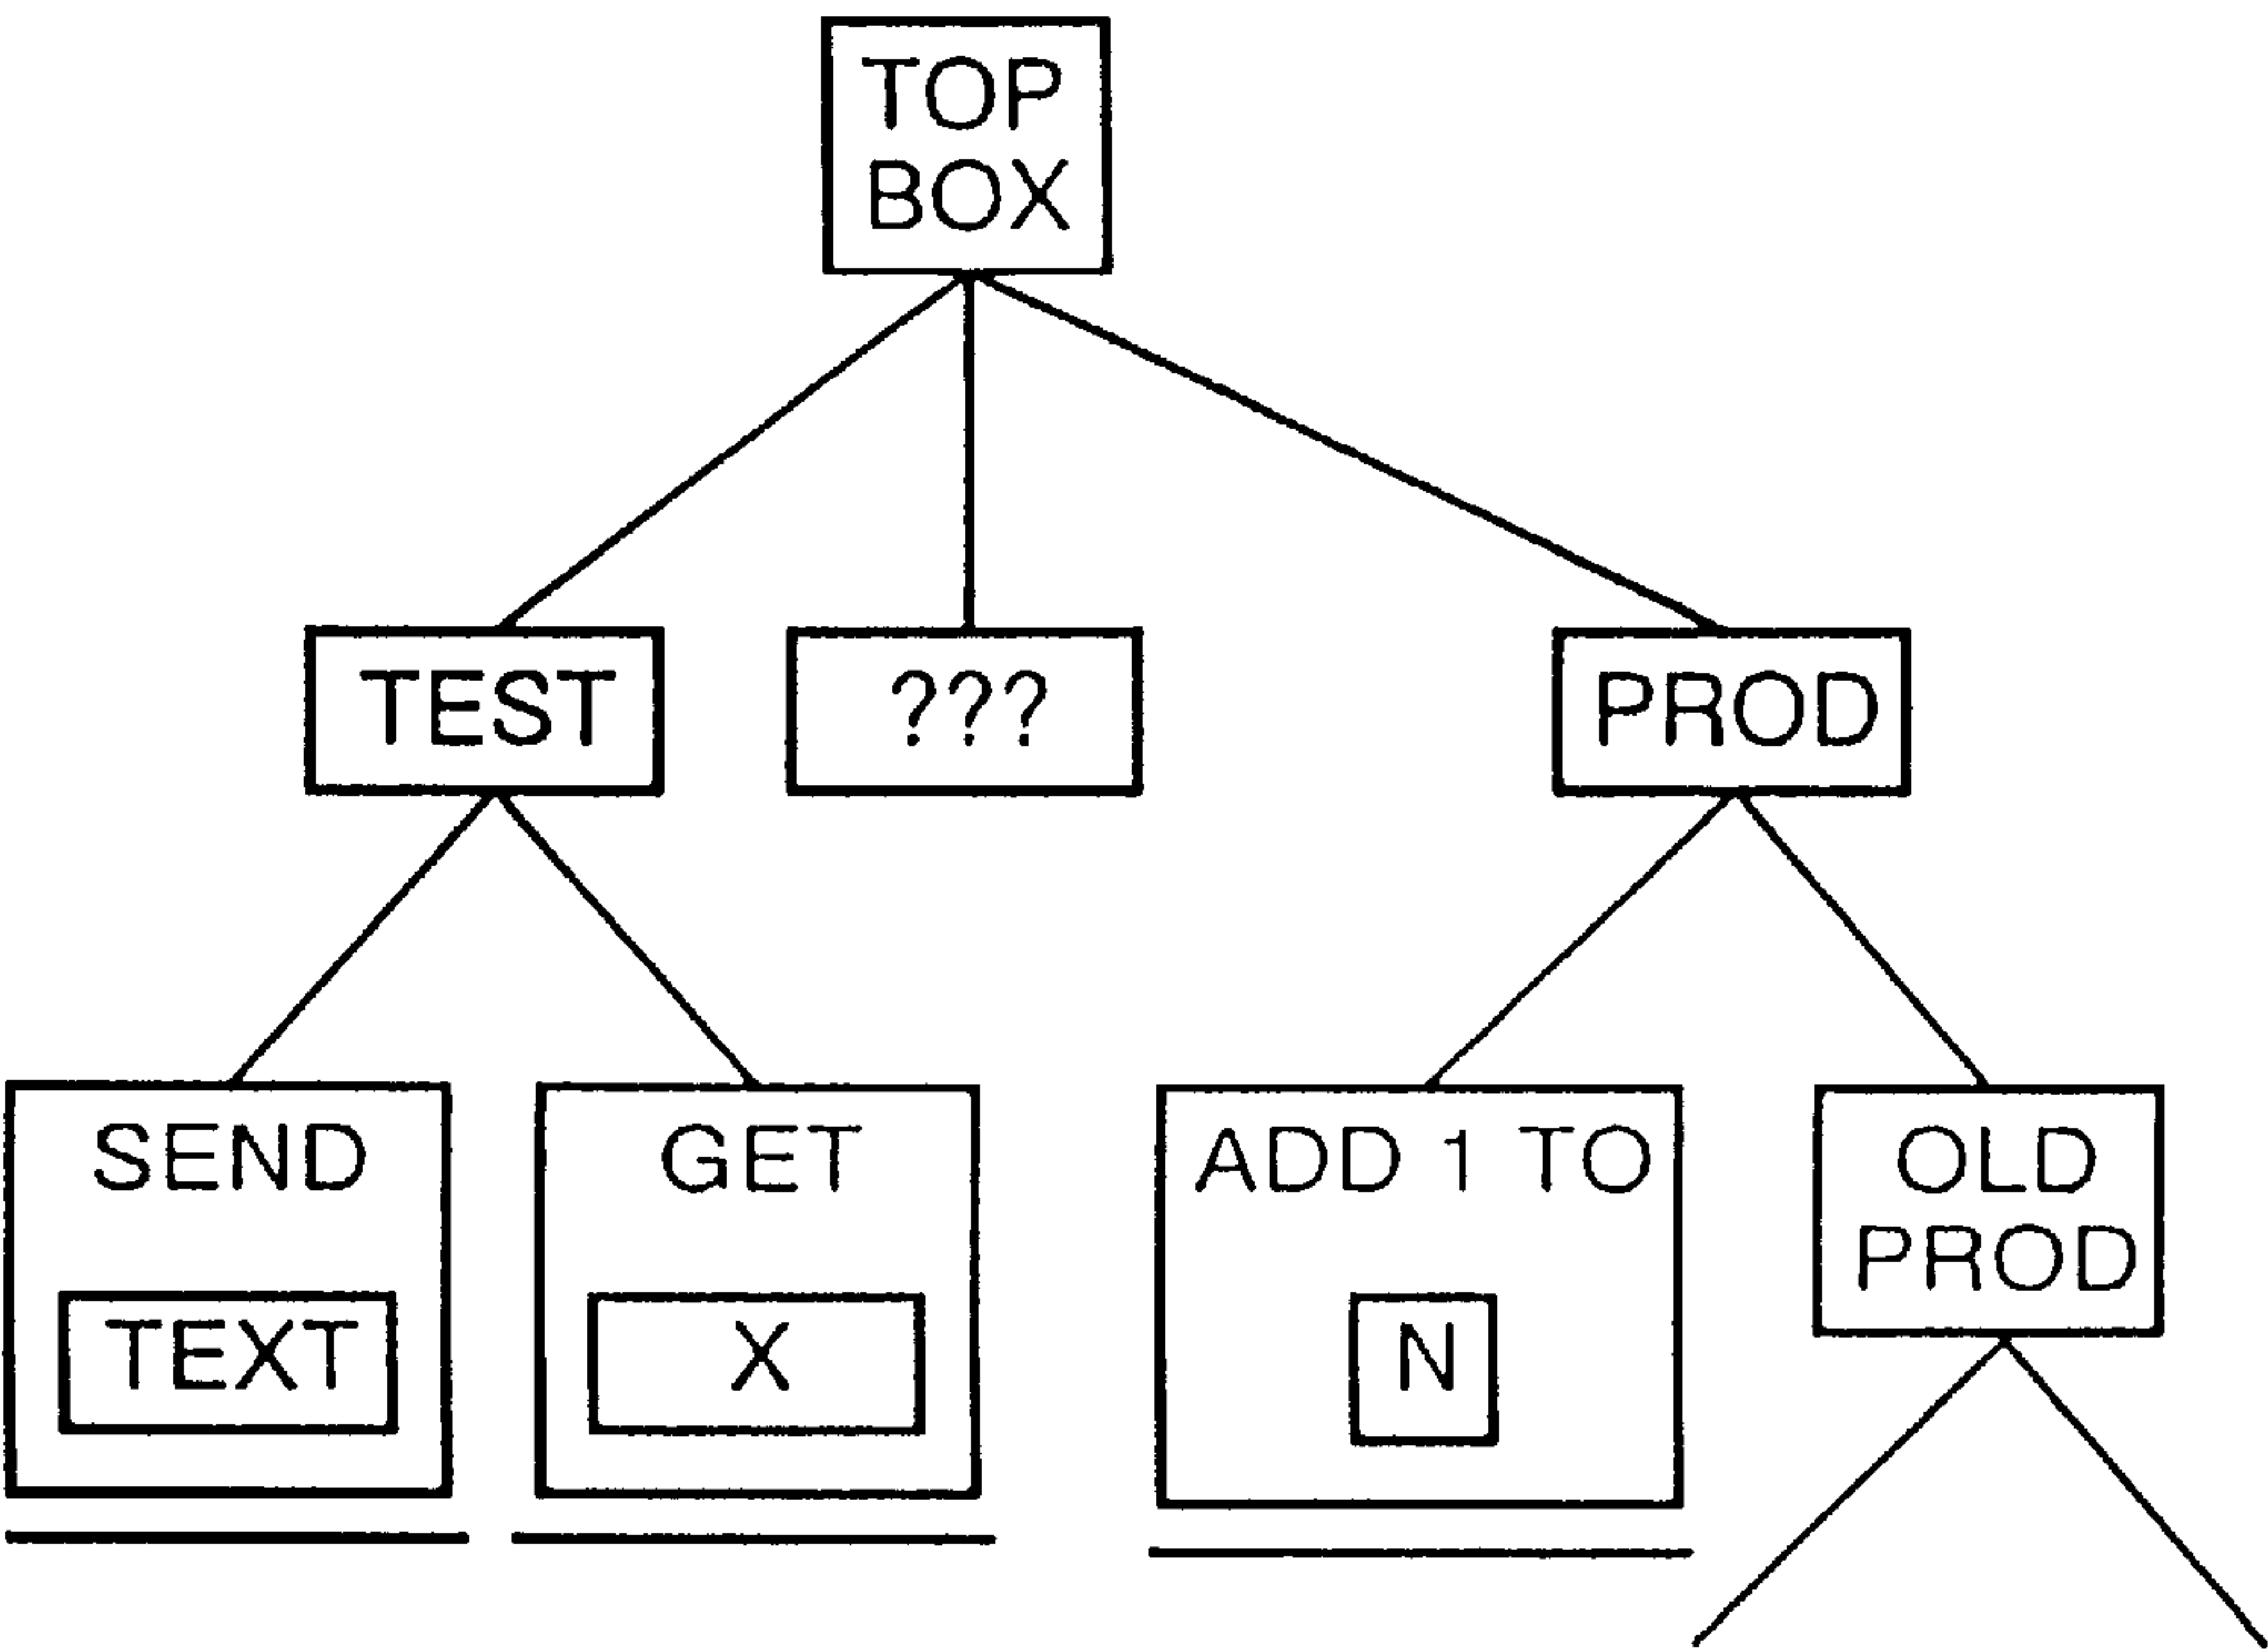 TOP
BOX
TEST
???
PROD
SEND
TEXT
GET
X
ADD 1 TO
N
OLD
PROD